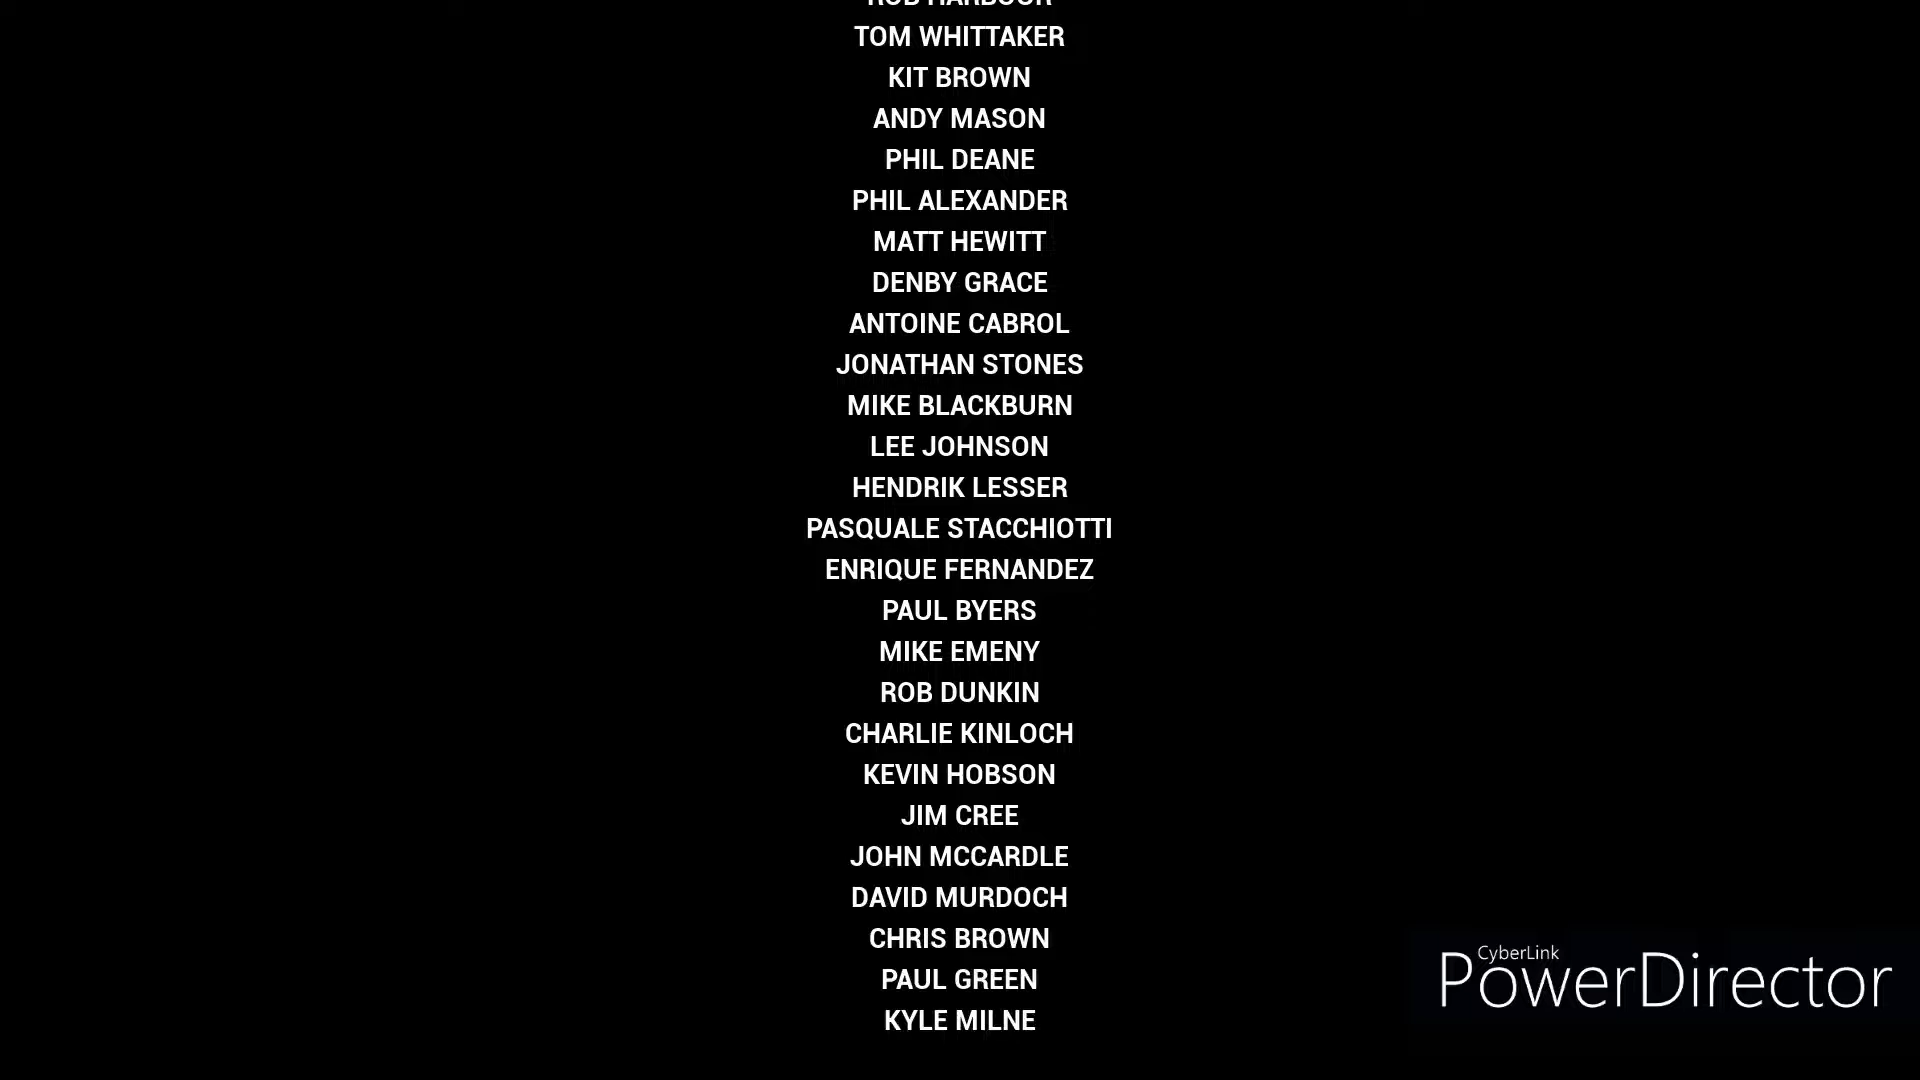 ROB HARBOUR
TOM WHITTAKER
KIT BROWN
ANDY MASON
PHIL DEANE
PHIL ALEXANDER
MATT HEWITT
DENBY GRACE
ANTOINE CABROL
JONATHAN STONES
MIKE BLACKBURN
LEE JOHNSON
HENDRIK LESSER
PASQUALE STACCHIOTTI
ENRIQUE FERNANDEZ
PAUL BYERS
MIKE EMENY
ROB DUNKIN
CHARLIE KINLOCH
KEVIN HOBSON
JIM CREE
JOHN MCCARDLE
DAVID MURDOCH
CHRIS BROWN
PAUL GREEN
KYLE MILNE
CyberLink
PowerDirector